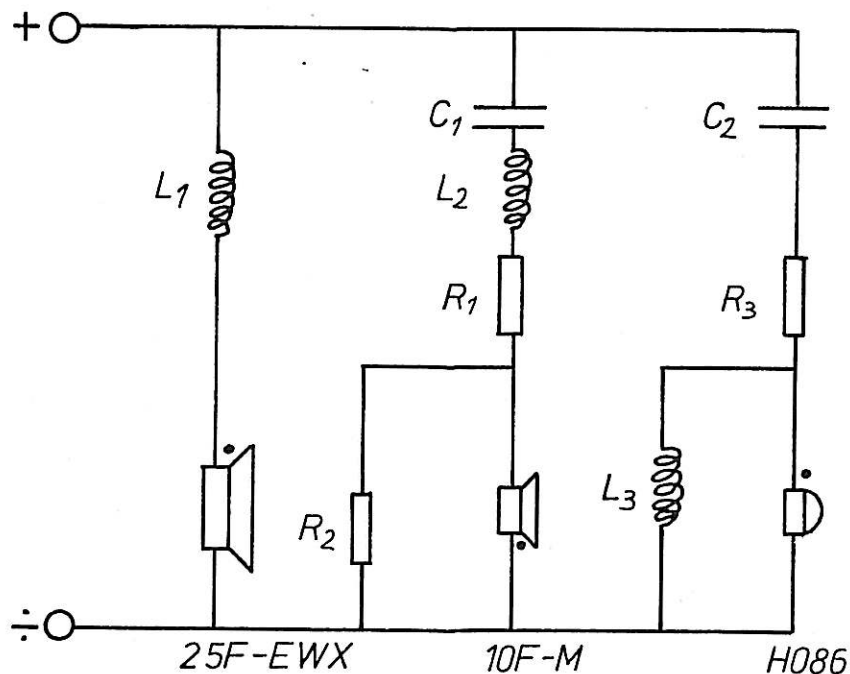 +
C₁
C₂
L₁
L₂
R₁
R₃
R₂
L₃
÷
25F-EWX
10F-M
H086